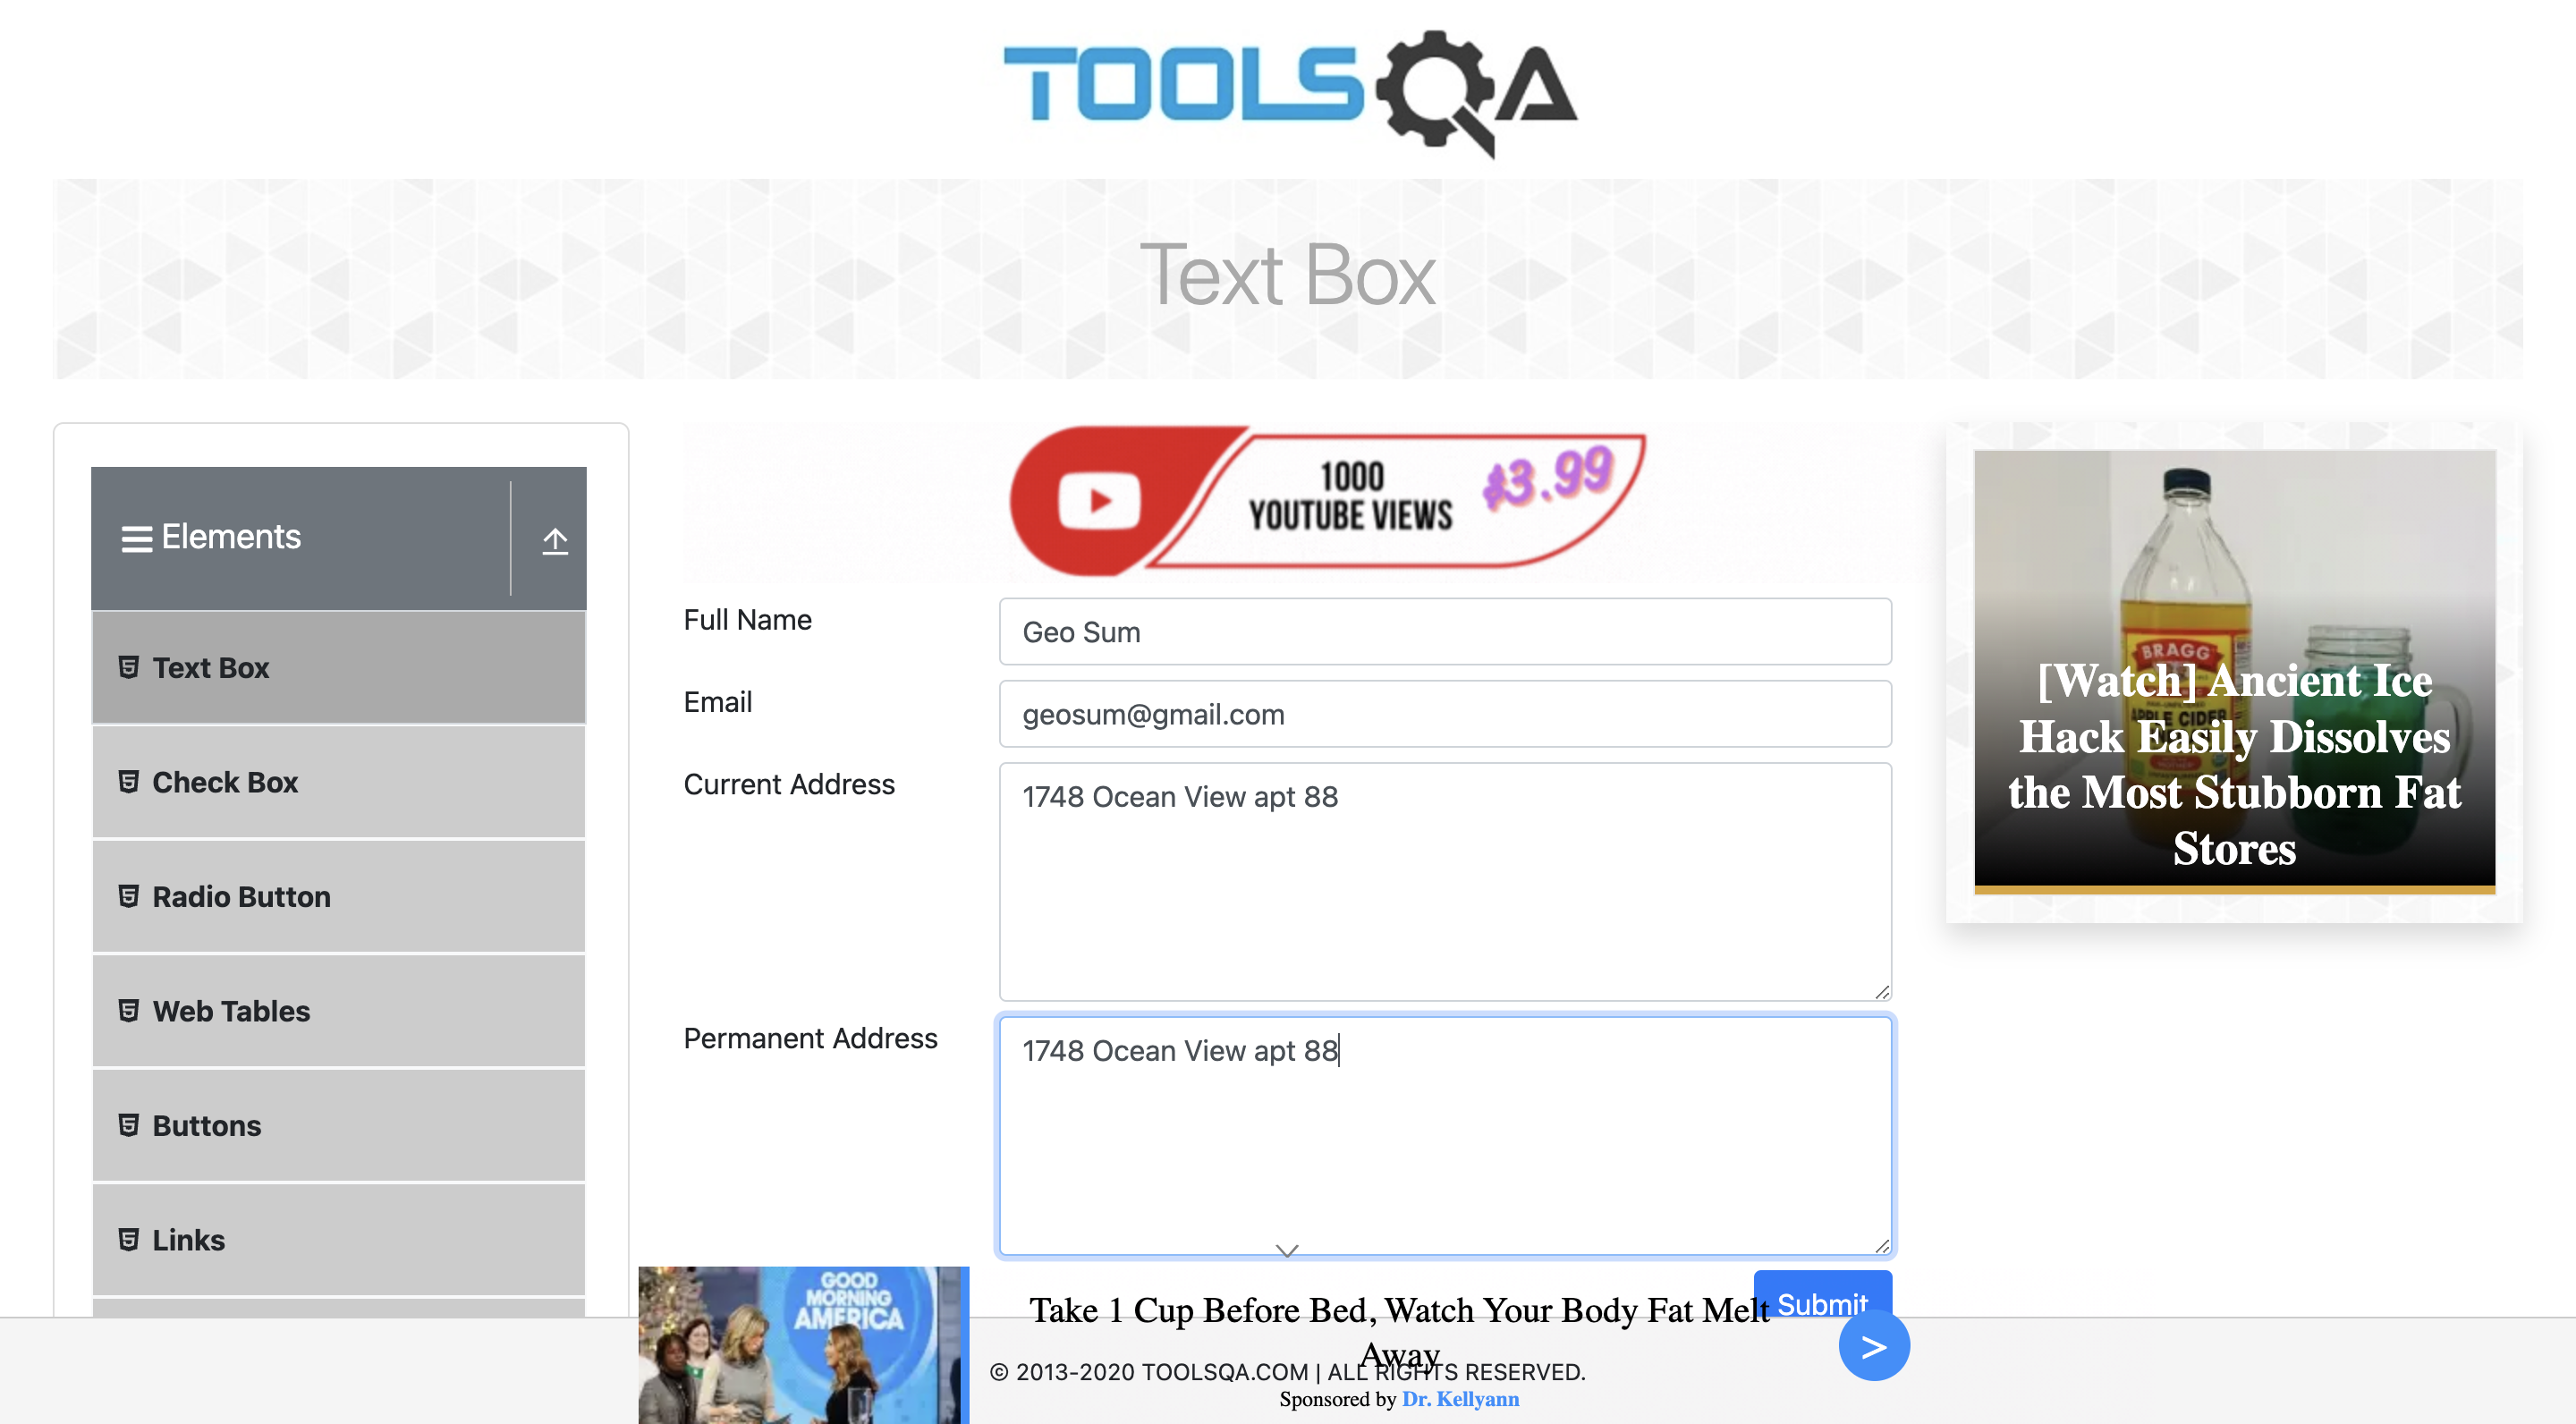 TOOLSQA
Text Box
Elements
Text Box
Check Box
Radio Button
Web Tables
Buttons
Links
1000
YOUTUBE VIEWS
$3.99
Full Name
Geo Sum
Email
geosum@gmail.com
Current Address
1748 Ocean View apt 88
Permanent Address
1748 Ocean View apt 88
Submit
BRAGG
APPLE CIDER
[Watch] Ancient Ice
Hack Easily Dissolves
the Most Stubborn Fat
Stores
GOOD
MORNING
AMERICA
Take 1 Cup Before Bed, Watch Your Body Fat Melt
Away
>
© 2013-2020 TOOLSQA.COM | ALL RIGHTS RESERVED.
Sponsored by Dr. Kellyann